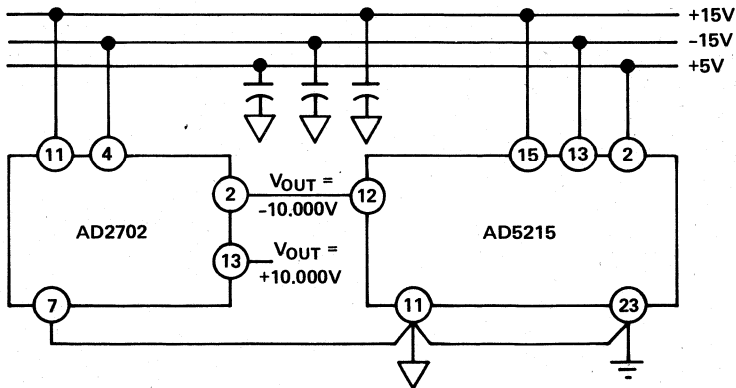 +15V
-15V
+5V
11
4
15
13
2
2
VOUT =
-10.000V
12
AD2702
AD5215
13
VOUT =
+10.000V
7
11
23